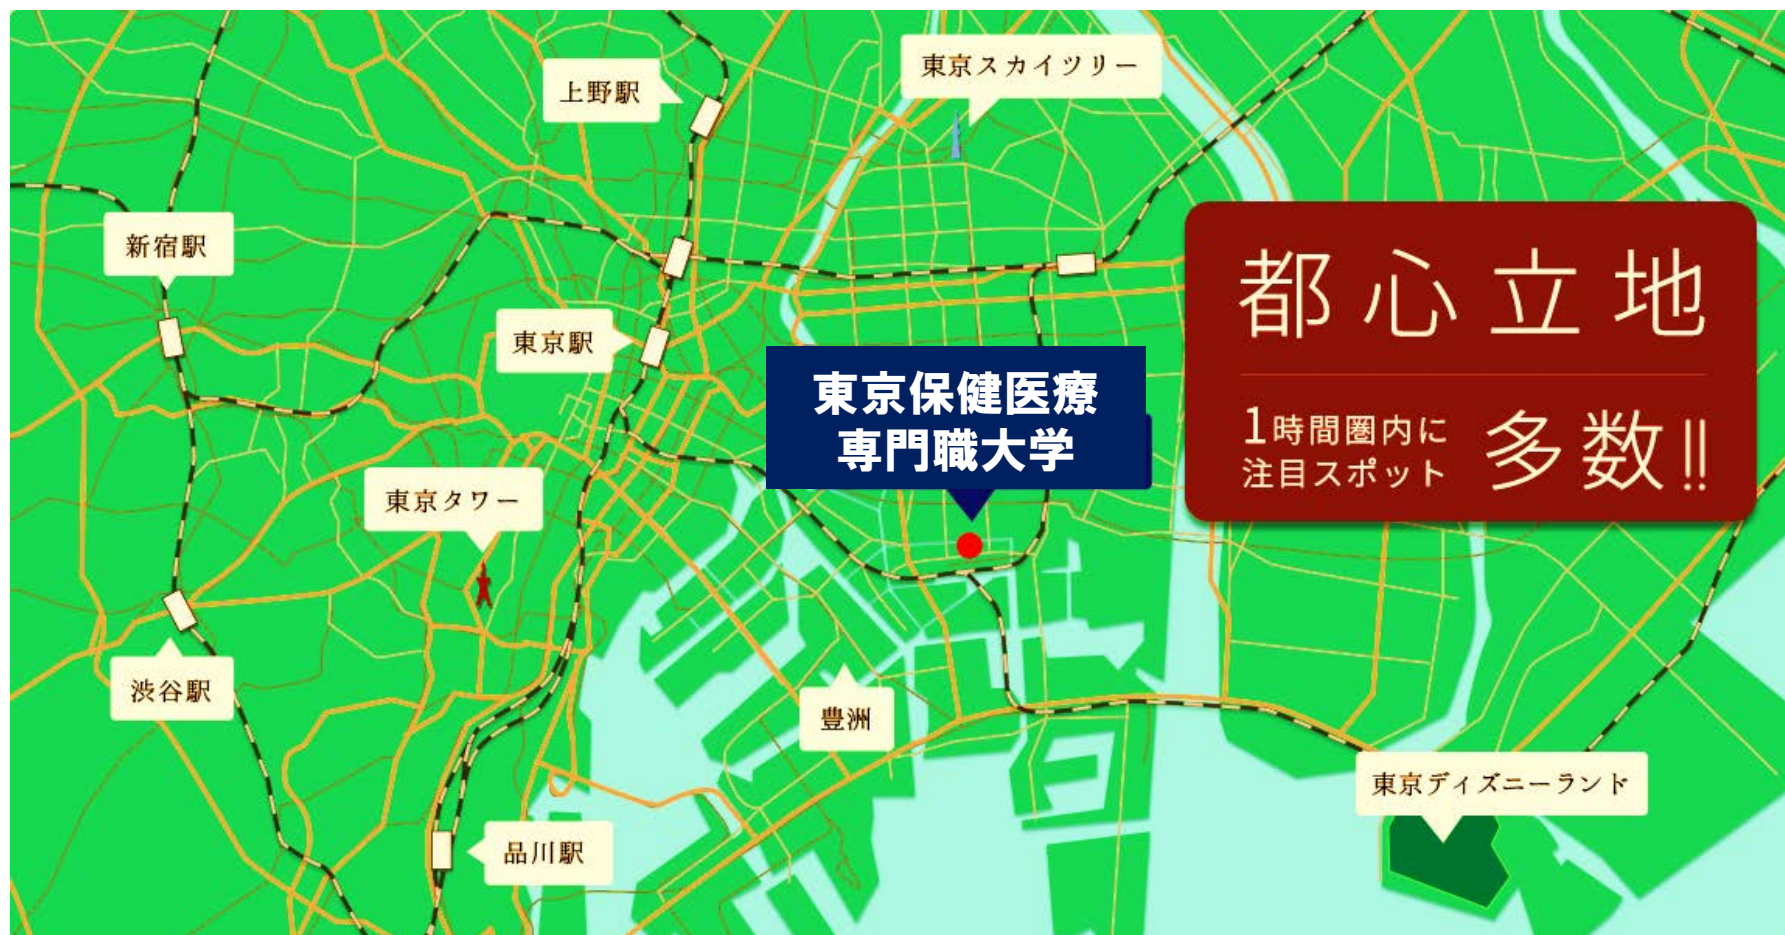 上野駅
東京スカイツリー
新宿駅
東京駅
都心立地
1時間圏内に
注目スポット
多数!!
東京保健医療
専門職大学
東京タワー
渋谷駅
豊洲
東京ディズニーランド
品川駅